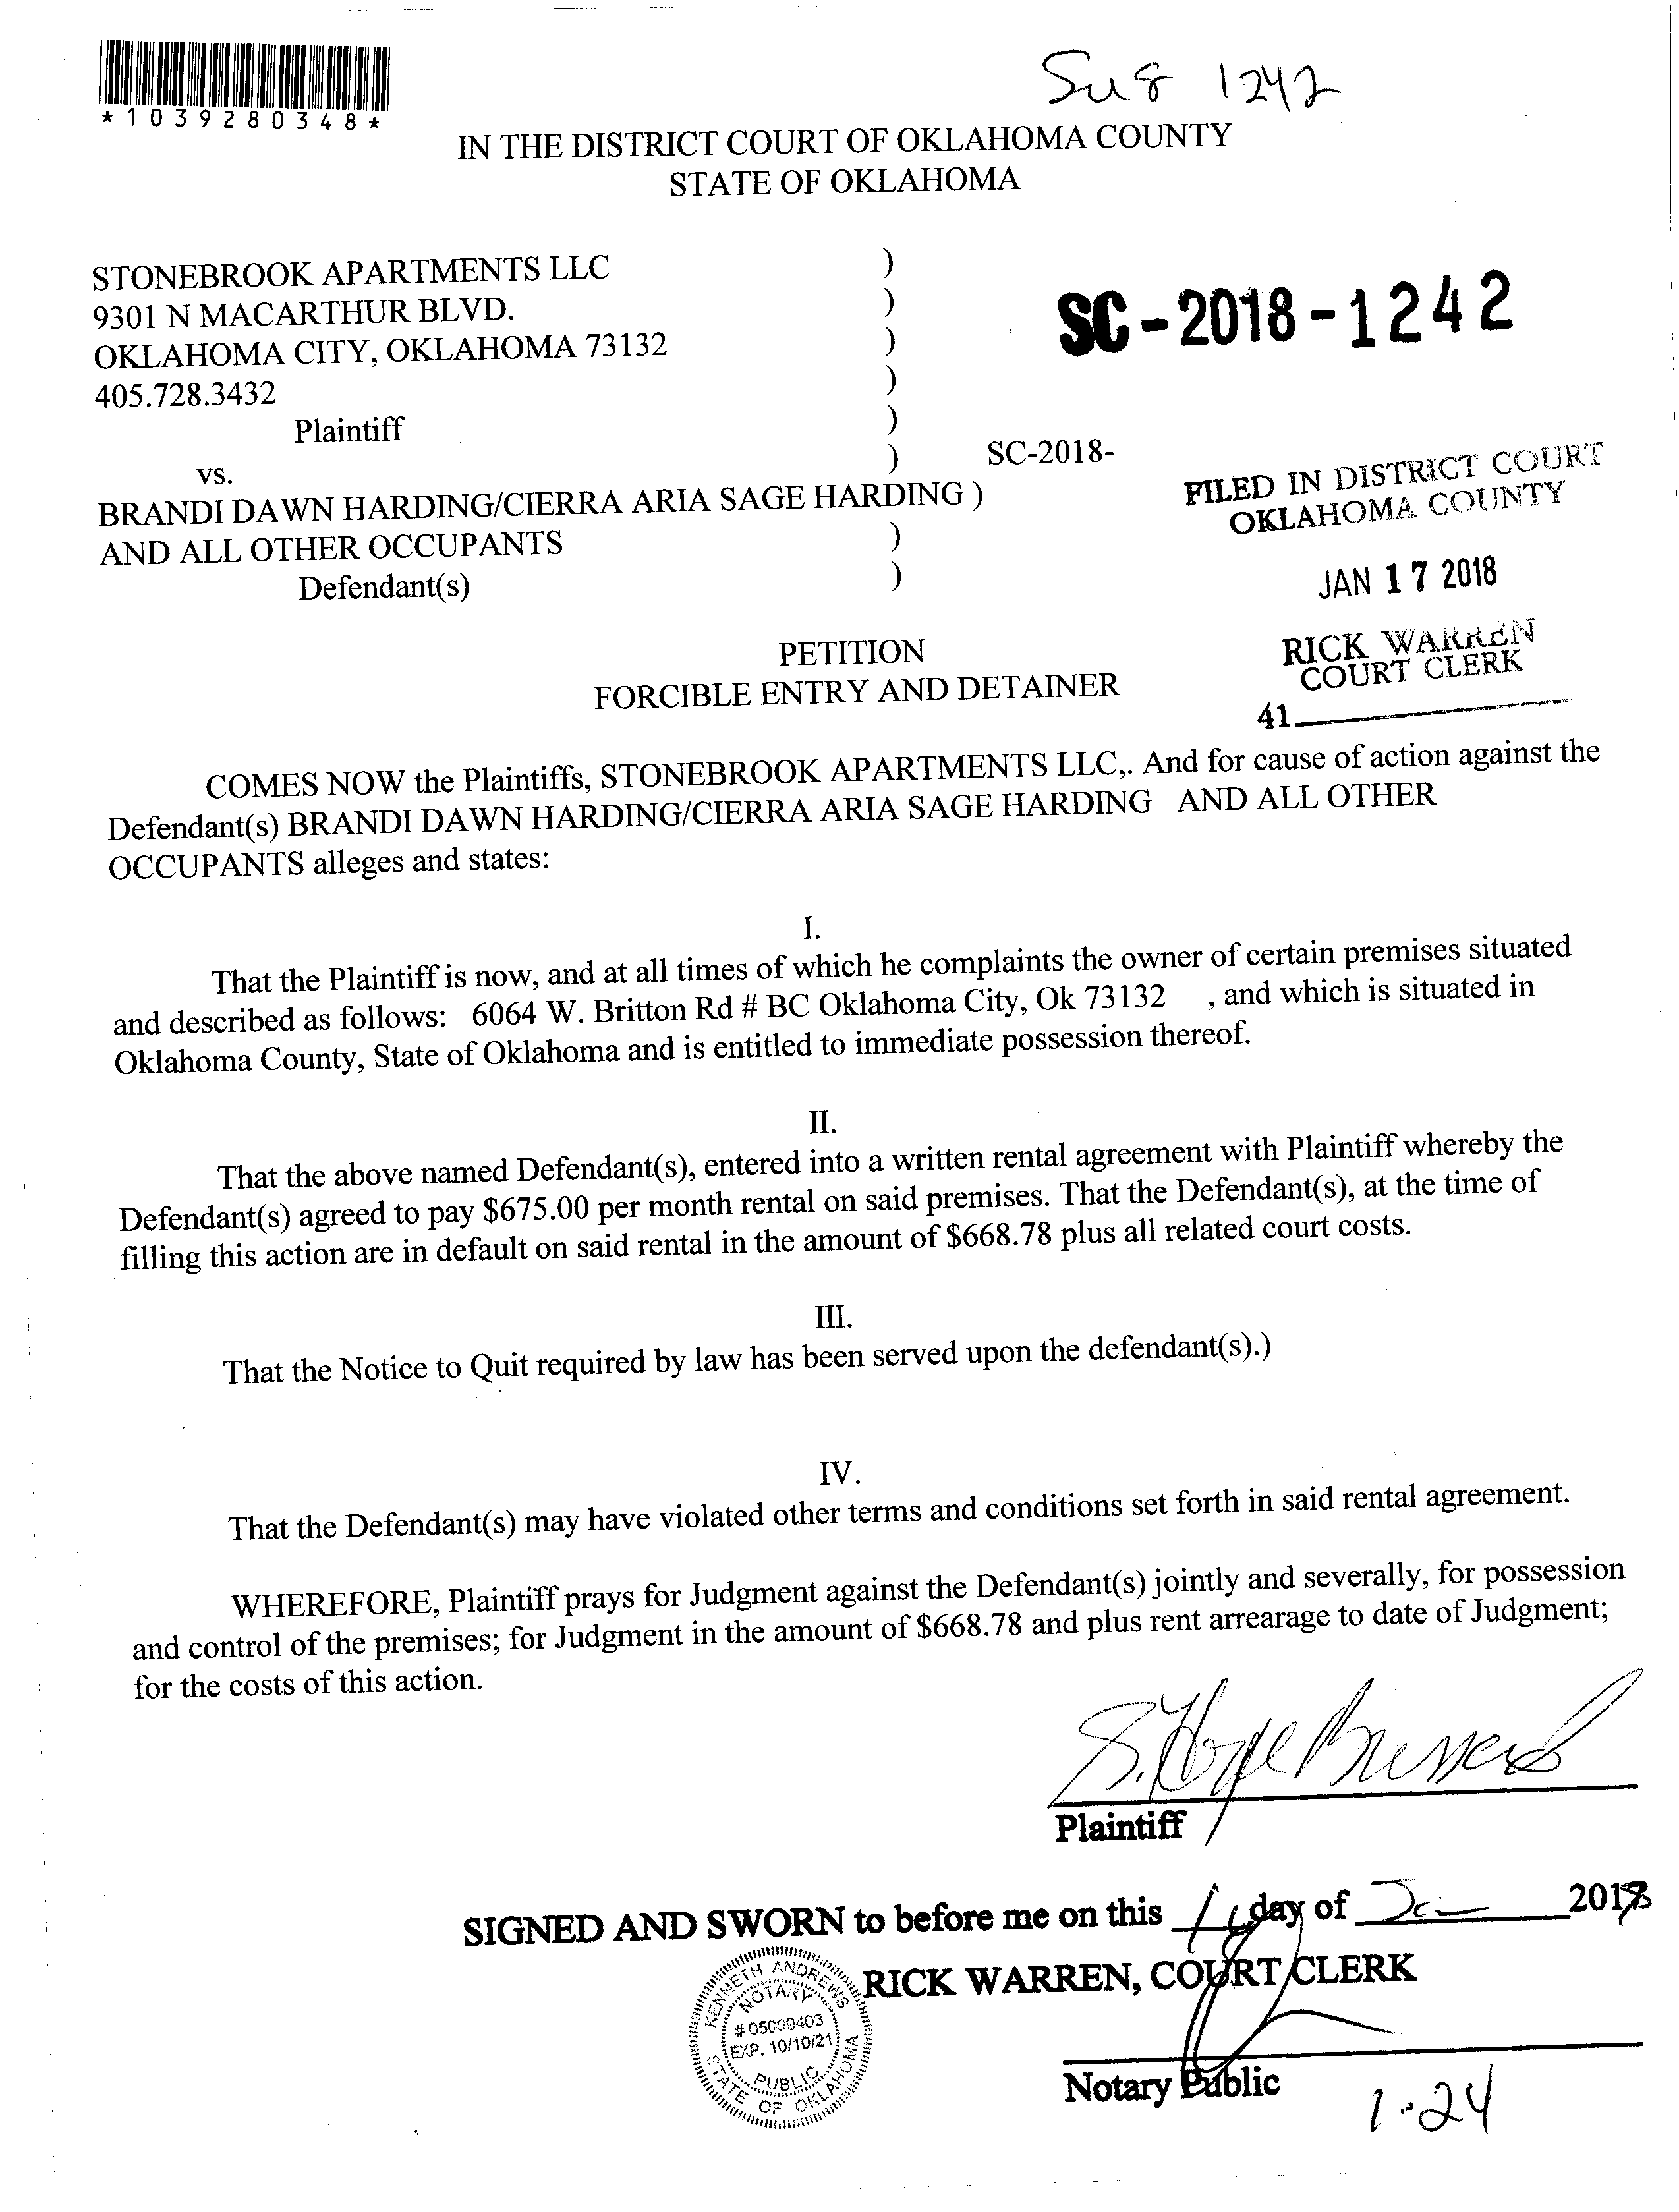 Su8 1242
*1039280348*
IN THE DISTRICT COURT OF OKLAHOMA COUNTY
STATE OF OKLAHOMA
STONEBROOK APARTMENTS LLC )
9301 N MACARTHUR BLVD. )
OKLAHOMA CITY, OKLAHOMA 73132 )
405.728.3432 )
Plaintiff )
SC-2018-1242
) SC-2018-
vs.
BRANDI DAWN HARDING/CIERRA ARIA SAGE HARDING )
AND ALL OTHER OCCUPANTS )
Defendant(s) )
FILED IN DISTRICT COURT
OKLAHOMA COUNTY
JAN 17 2018
RICK WARREN
COURT CLERK
41
PETITION
FORCIBLE ENTRY AND DETAINER
COMES NOW the Plaintiffs, STONEBROOK APARTMENTS LLC,. And for cause of action against the
Defendant(s) BRANDI DAWN HARDING/CIERRA ARIA SAGE HARDING AND ALL OTHER
OCCUPANTS alleges and states:
I.
That the Plaintiff is now, and at all times of which he complaints the owner of certain premises situated
and described as follows: 6064 W. Britton Rd # BC Oklahoma City, Ok 73132 , and which is situated in
Oklahoma County, State of Oklahoma and is entitled to immediate possession thereof.
II.
That the above named Defendant(s), entered into a written rental agreement with Plaintiff whereby the
Defendant(s) agreed to pay $675.00 per month rental on said premises. That the Defendant(s), at the time of
filling this action are in default on said rental in the amount of $668.78 plus all related court costs.
III.
That the Notice to Quit required by law has been served upon the defendant(s).)
IV.
That the Defendant(s) may have violated other terms and conditions set forth in said rental agreement.
WHEREFORE, Plaintiff prays for Judgment against the Defendant(s) jointly and severally, for possession
and control of the premises; for Judgment in the amount of $668.78 and plus rent arrearage to date of Judgment;
for the costs of this action.
Plaintiff
SIGNED AND SWORN to before me on this day of Jan 2018
RICK WARREN, COURT CLERK
KENNETH ANDREWS
NOTARY
# 05009403
EXP. 10/10/21
PUBLIC
STATE OF OKLAHOMA
Notary Public
1-24